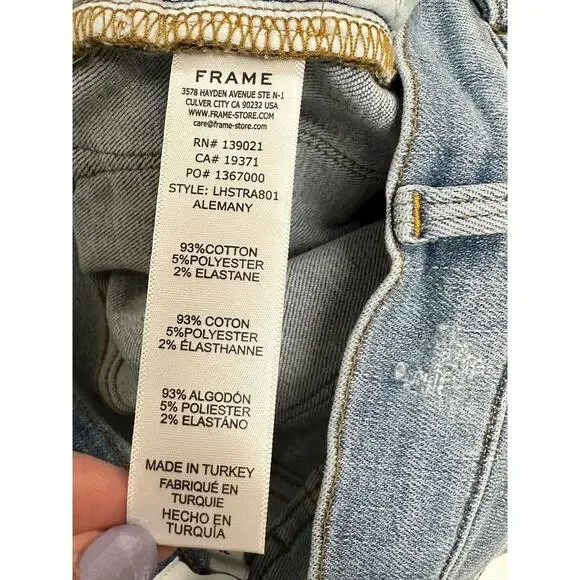 FRAME
3578 HAYDEN AVENUE STE N-1
CULVER CITY CA 90232 USA
WWW.FRAME-STORE.COM
care@frame-store.com
RN# 139021
CA# 19371
PO# 1367000
STYLE: LHSTRA801
ALEMANY
93%COTTON
5%POLYESTER
2% ELASTANE
93% COTON
5%POLYESTER
2% ÉLASTHANNE
93% ALGODÓN
5% POLIESTER
2% ELASTÁNO
MADE IN TURKEY
FABRIQUÉ EN
TURQUIE
HECHO EN
TURQUÍA